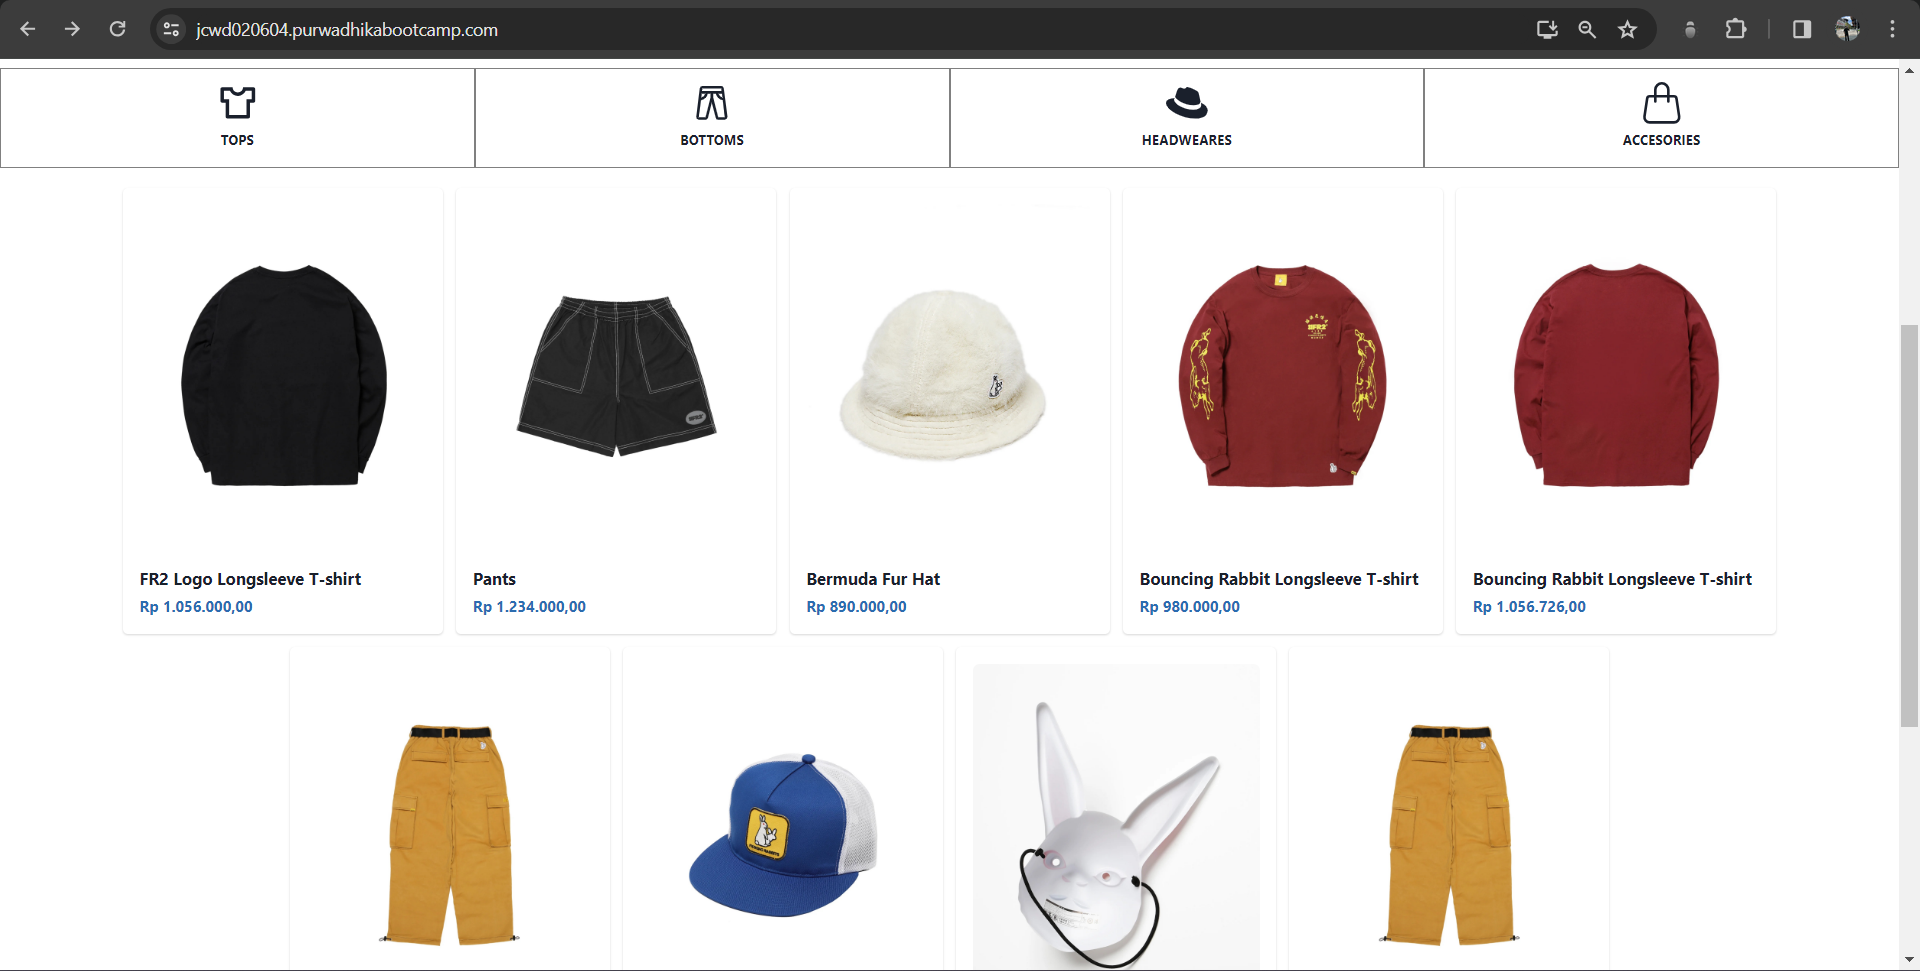 jcwd020604.purwadhikabootcamp.com
TOPS
BOTTOMS
HEADWEARES
ACCESORIES
#FR2
FR2 Logo Longsleeve T-shirt
Pants
Bermuda Fur Hat
Bouncing Rabbit Longsleeve T-shirt
Bouncing Rabbit Longsleeve T-shirt
Rp 1.056.000,00
Rp 1.234.000,00
Rp 890.000,00
Rp 980.000,00
Rp 1.056.726,00